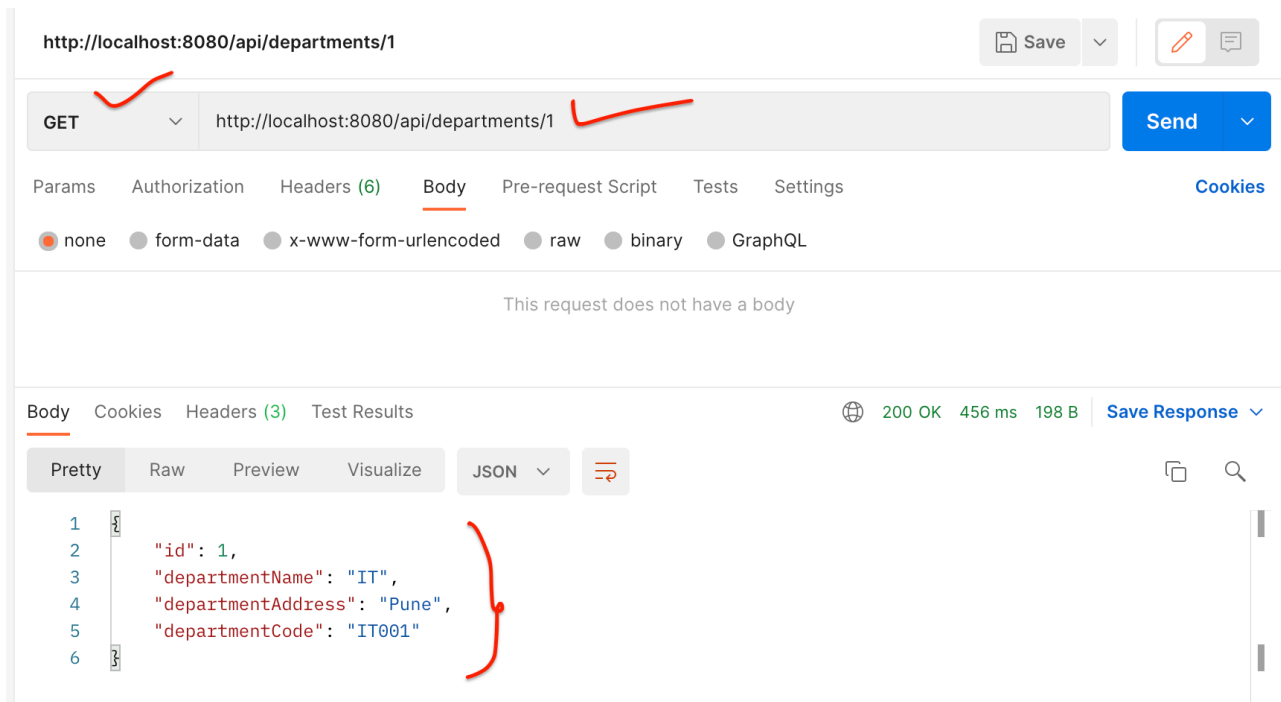 http://localhost:8080/api/departments/1
Save
GET
http://localhost:8080/api/departments/1
Send
Params Authorization Headers (6) Body Pre-request Script Tests Settings Cookies
none form-data x-www-form-urlencoded raw binary GraphQL
This request does not have a body
Body Cookies Headers (3) Test Results 200 OK 456 ms 198 B Save Response
Pretty Raw Preview Visualize JSON
1 {
2 "id": 1,
3 "departmentName": "IT",
4 "departmentAddress": "Pune",
5 "departmentCode": "IT001"
6 }